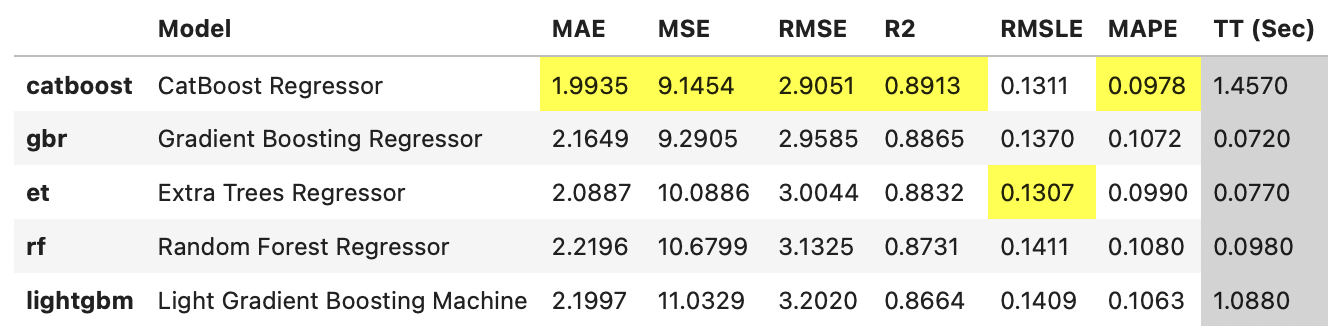 Model MAE MSE RMSE R2 RMSLE MAPE TT (Sec)
catboost CatBoost Regressor 1.9935 9.1454 2.9051 0.8913 0.1311 0.0978 1.4570
gbr Gradient Boosting Regressor 2.1649 9.2905 2.9585 0.8865 0.1370 0.1072 0.0720
et Extra Trees Regressor 2.0887 10.0886 3.0044 0.8832 0.1307 0.0990 0.0770
rf Random Forest Regressor 2.2196 10.6799 3.1325 0.8731 0.1411 0.1080 0.0980
lightgbm Light Gradient Boosting Machine 2.1997 11.0329 3.2020 0.8664 0.1409 0.1063 1.0880